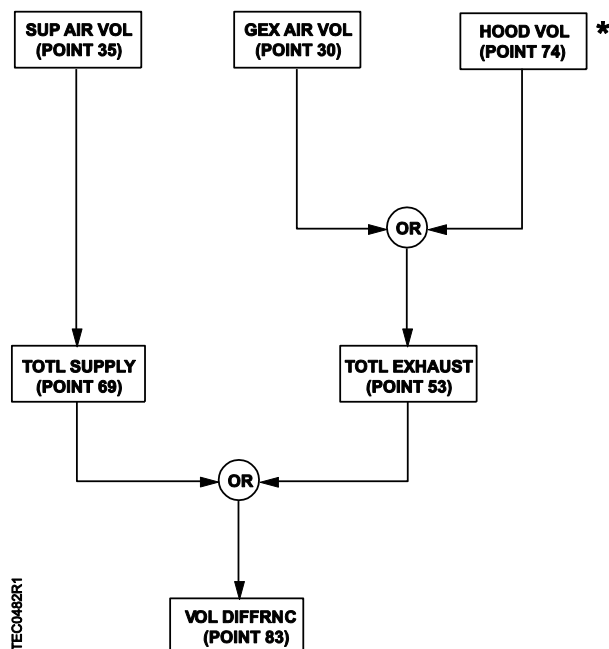 SUP AIR VOL
(POINT 35)
GEX AIR VOL
(POINT 30)
HOOD VOL
(POINT 74)
*
OR
TOTL SUPPLY
(POINT 69)
TOTL EXHAUST
(POINT 53)
OR
VOL DIFFRNC
(POINT 83)
TEC0482R1